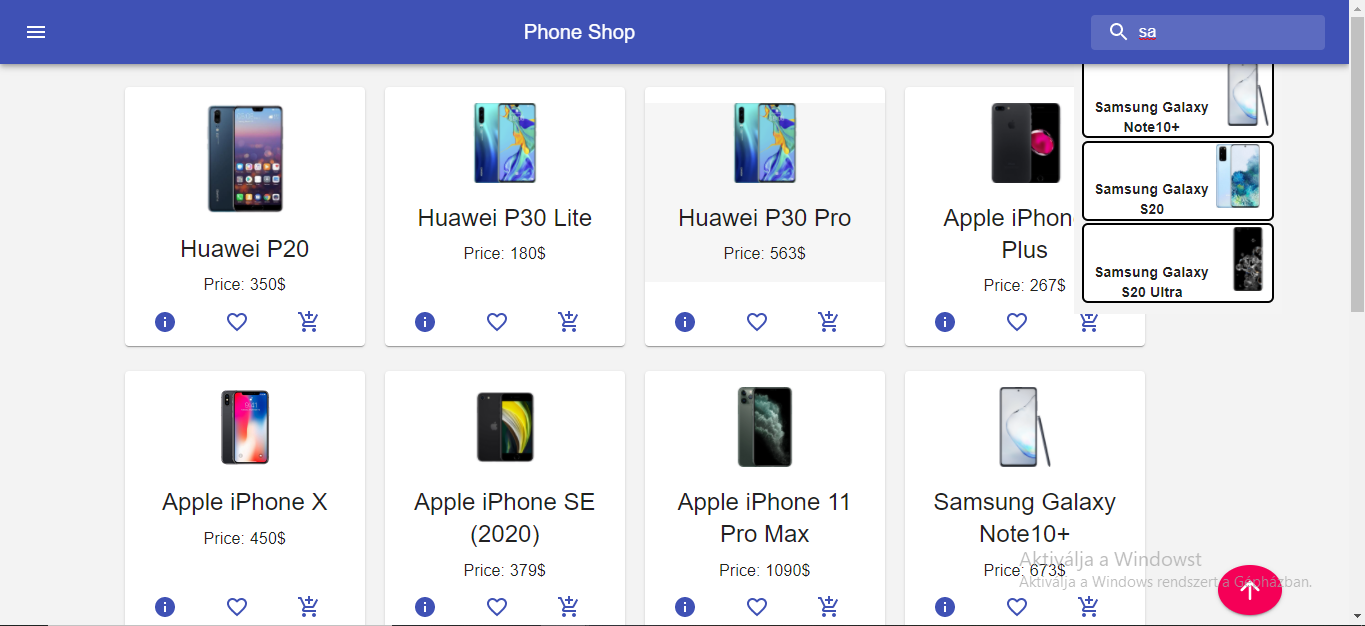 Phone Shop
sa
Samsung Galaxy
Note10+
Samsung Galaxy
S20
Samsung Galaxy
S20 Ultra
Huawei P20
Price: 350$
Huawei P30 Lite
Price: 180$
Huawei P30 Pro
Price: 563$
Apple iPhon
Plus
Price: 267$
Apple iPhone X
Price: 450$
Apple iPhone SE
(2020)
Price: 379$
Apple iPhone 11
Pro Max
Price: 1090$
Samsung Galaxy
Note10+
Price: 673$
Aktiválja a Windowst
Aktiválja a Windows rendszert a Gépházban.